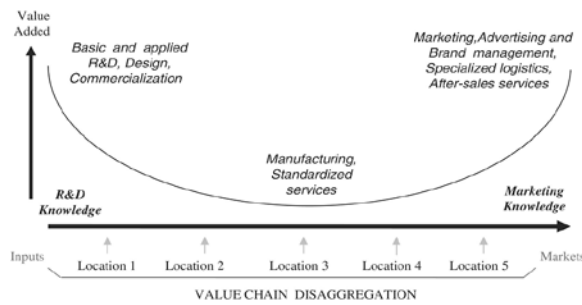 Value
Added
Basic and applied
R&D, Design,
Commercialization
Marketing,Advertising and
Brand management,
Specialized logistics,
After-sales services
Manufacturing,
Standardized
services
R&D
Knowledge
Marketing
Knowledge
Inputs
Location 1
Location 2
Location 3
Location 4
Location 5
Markets
VALUE CHAIN DISAGGREGATION